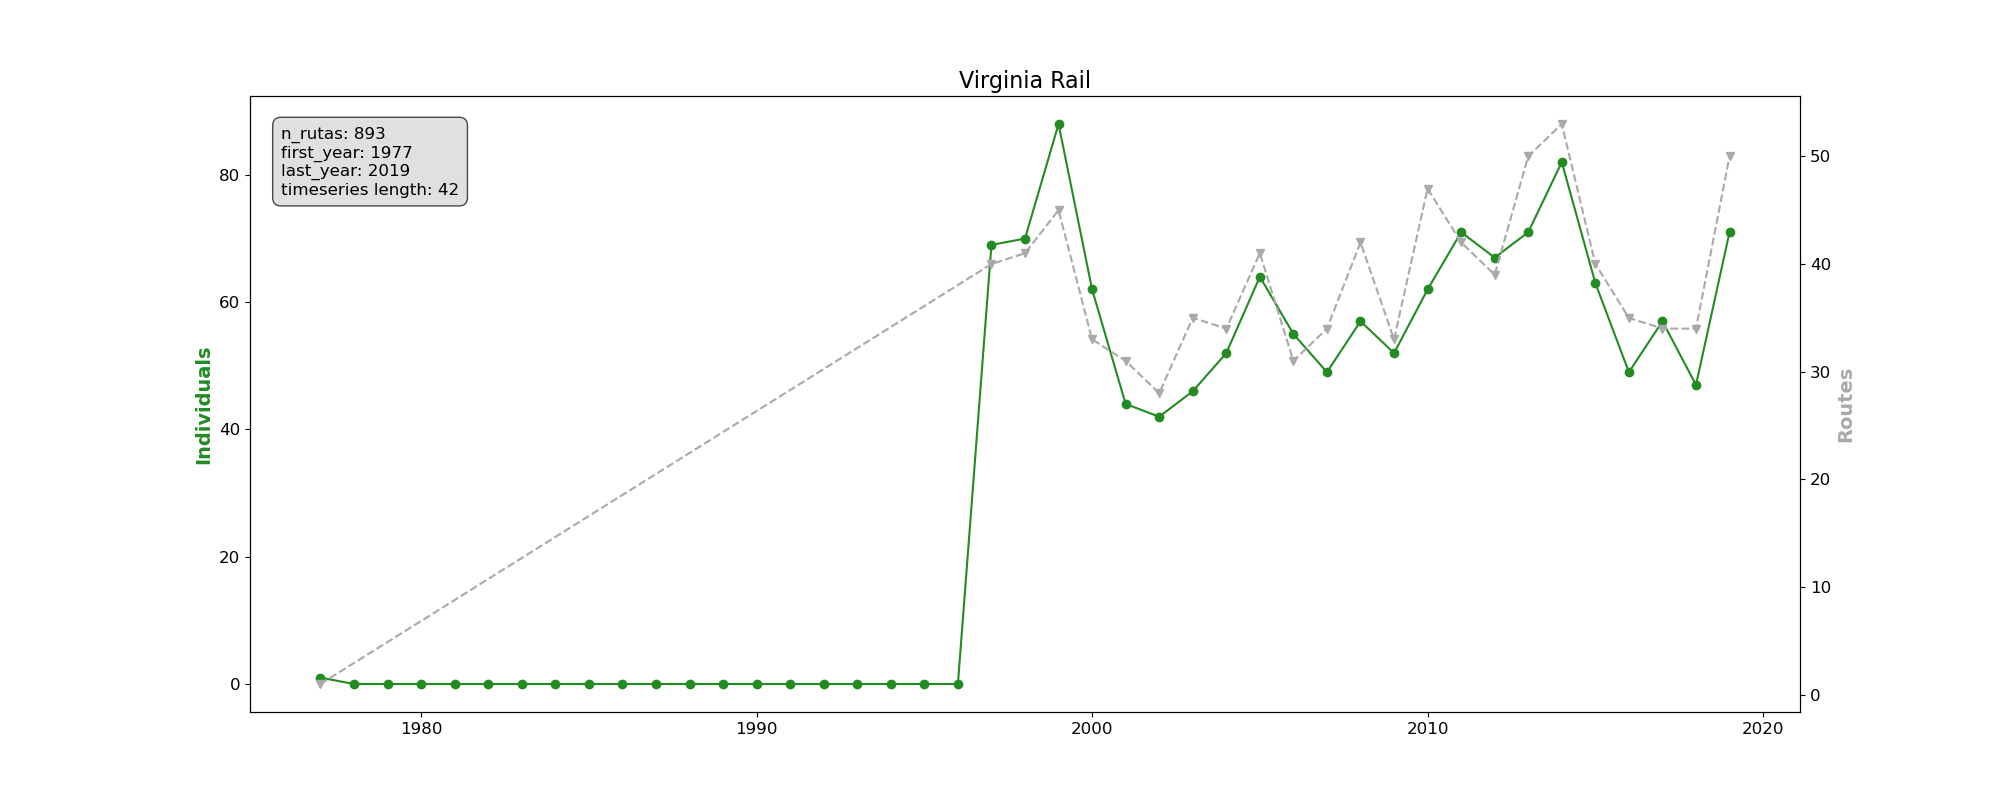 Virginia Rail
n_rutas: 893
first_year: 1977
last_year: 2019
timeseries length: 42
80
60
40
20
0
Individuals
50
40
30
20
10
0
Routes
1980
1990
2000
2010
2020